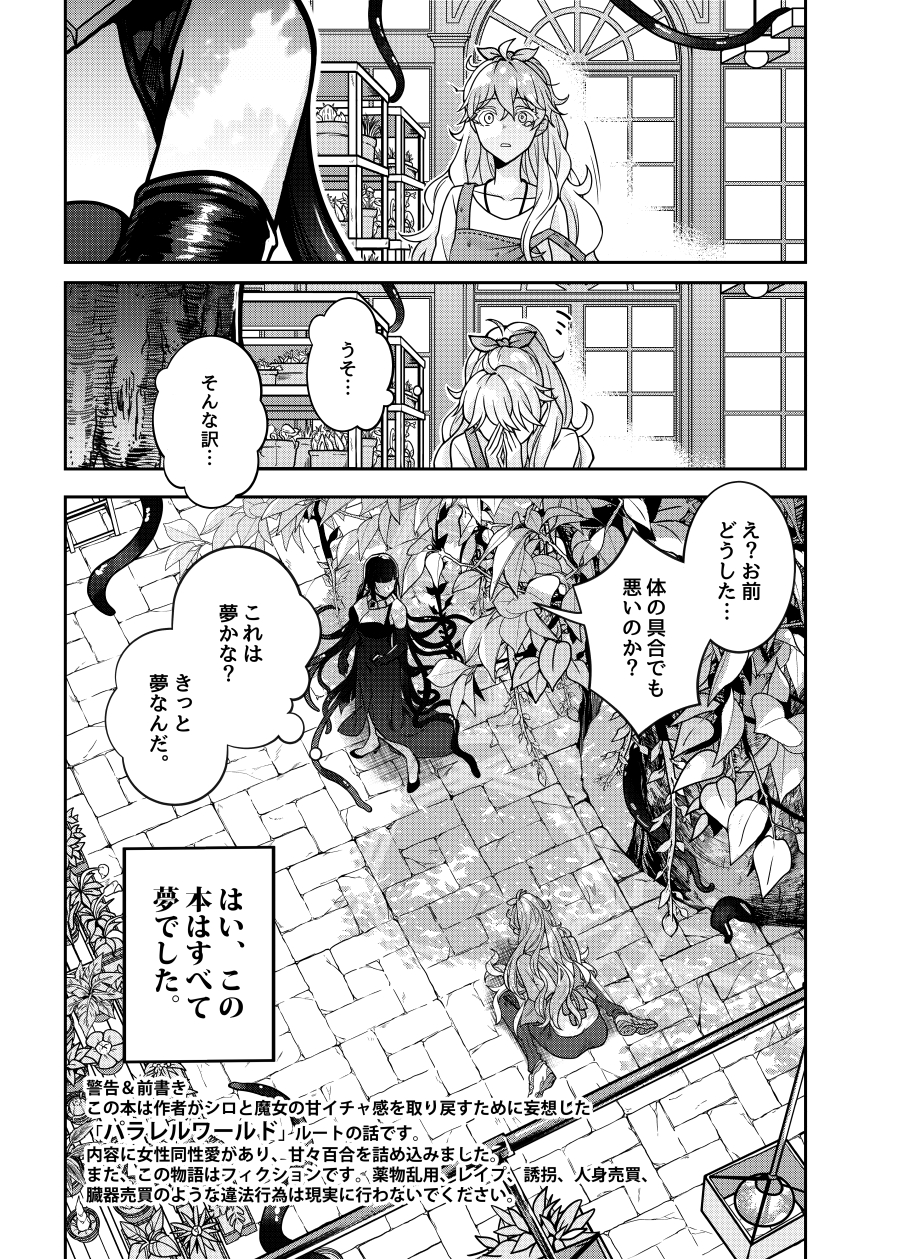 うそ…
そんな訳…
え?お前
どうした…
体の具合でも
悪いのか?
これは
夢かな?
きっと
夢なんだ。
はい、この
本はすべて
夢でした。
警告&前書き
この本は作者がシロと魔女の甘イチャ感を取り戻すために妄想した
「パラレルワールド」ルートの話です。
内容に女性同性愛があり、甘々百合を詰め込みました。
また、この物語はフィクションです。薬物乱用、レイプ、誘拐、人身売買、
臓器売買のような違法行為は現実に行わないでください。